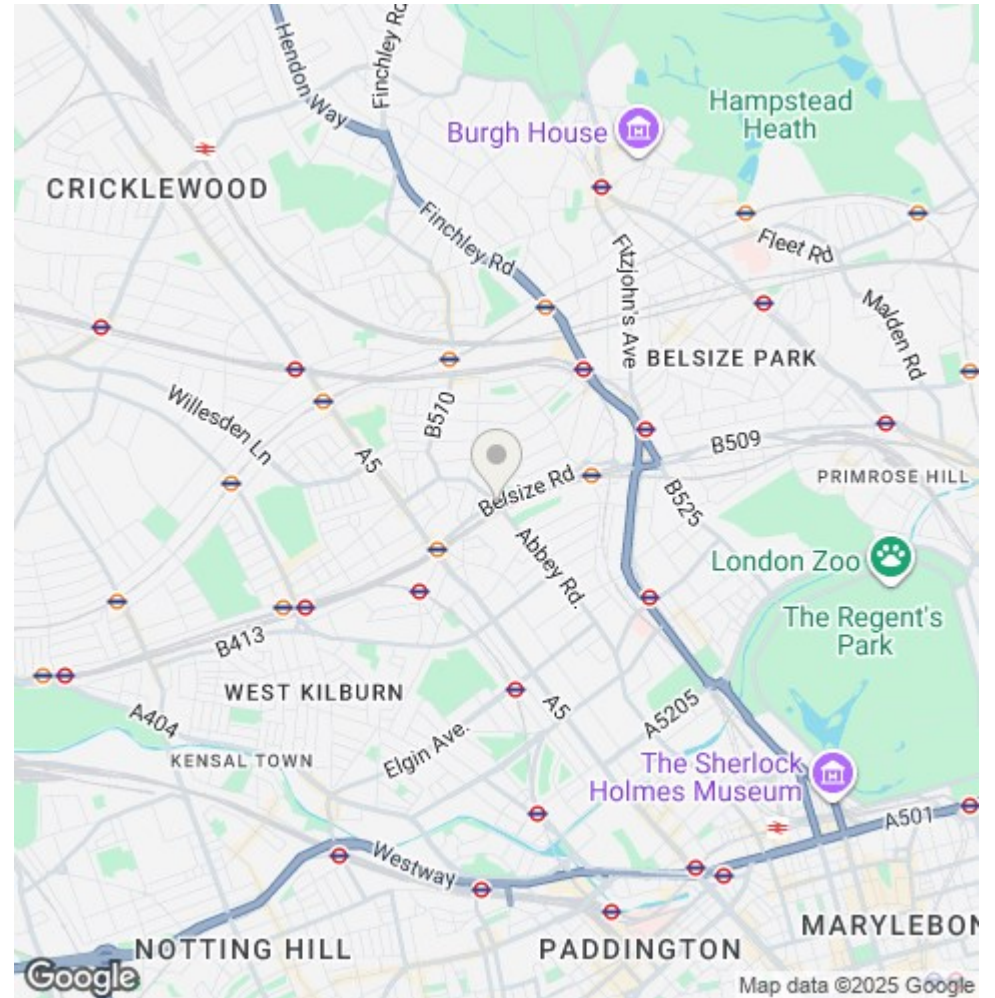 Hendon Way
Finchley Rd
Hampstead
Heath
Burgh House
CRICKLEWOOD
Finchley Rd
Fitzjohn's Ave
Fleet Rd
Malden Rd
BELSIZE PARK
Willesden Ln
B510
A5
B509
Belsize Rd
B525
PRIMROSE HILL
Abbey Rd.
London Zoo
The Regent's
Park
B413
WEST KILBURN
A404
A5
A5205
Elgin Ave.
KENSAL TOWN
The Sherlock
Holmes Museum
A501
Westway
MARYLEBON
NOTTING HILL
PADDINGTON
Google
Map data ©2025 Google